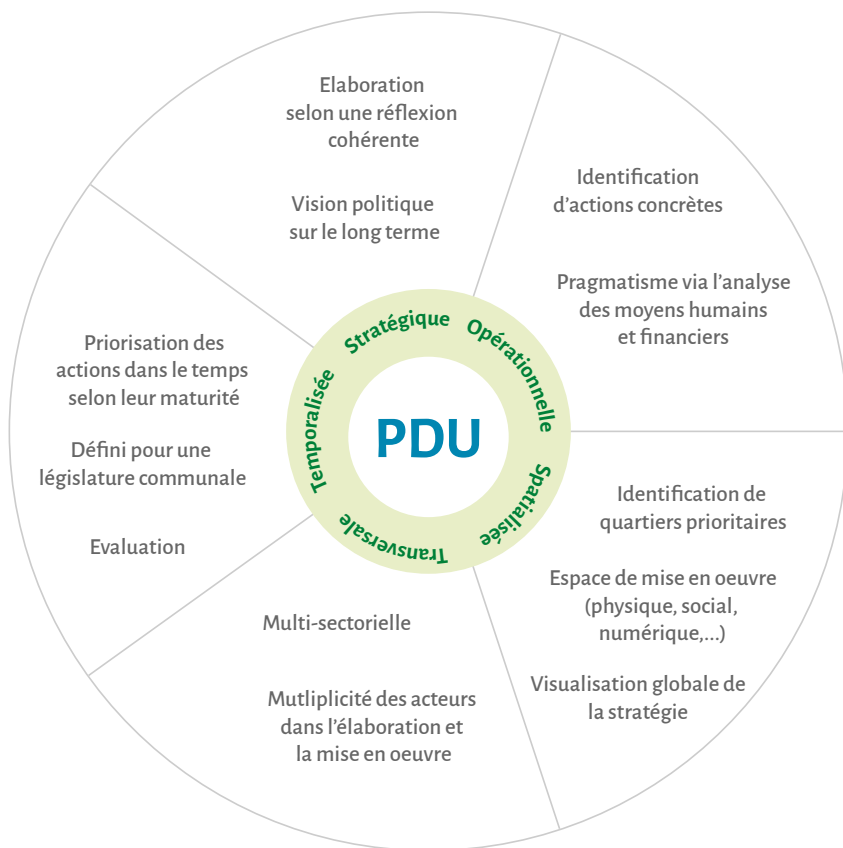 Elaboration
selon une réflexion
cohérente
Vision politique
sur le long terme
Identification
d'actions concrètes
Pragmatisme via l'analyse
des moyens humains
et financiers
Priorisation des
actions dans le temps
selon leur maturité
Défini pour une
législature communale
Evaluation
Stratégique
Opérationnelle
Temporalisée
PDU
Spatialisée
Transversale
Identification de
quartiers prioritaires
Espace de mise en oeuvre
(physique, social,
numérique,...)
Visualisation globale de
la stratégie
Multi-sectorielle
Mutliplicité des acteurs
dans l'élaboration et
la mise en oeuvre